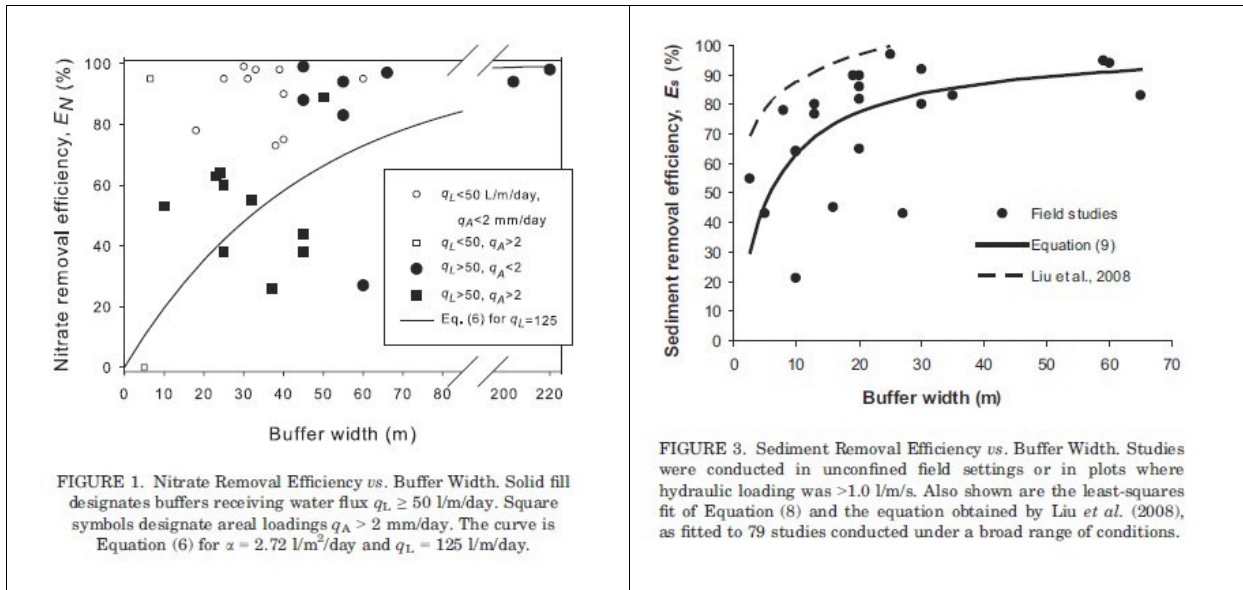 Nitrate removal efficiency, EN (%)
100
80
60
40
20
0
0 10 20 30 40 50 60 70 80 200 220
Buffer width (m)
qL<50 L/m/day,
qA<2 mm/day
qL<50, qA>2
qL>50, qA<2
qL>50, qA>2
Eq. (6) for qL=125
FIGURE 1. Nitrate Removal Efficiency vs. Buffer Width. Solid fill
designates buffers receiving water flux qL ≥ 50 l/m/day. Square
symbols designate areal loadings qA > 2 mm/day. The curve is
Equation (6) for α = 2.72 l/m²/day and qL = 125 l/m/day.
Sediment removal efficiency, Es (%)
100
90
80
70
60
50
40
30
20
10
0
0 10 20 30 40 50 60 70
Buffer width (m)
Field studies
Equation (9)
Liu et al., 2008
FIGURE 3. Sediment Removal Efficiency vs. Buffer Width. Studies
were conducted in unconfined field settings or in plots where
hydraulic loading was >1.0 l/m/s. Also shown are the least-squares
fit of Equation (8) and the equation obtained by Liu et al. (2008),
as fitted to 79 studies conducted under a broad range of conditions.